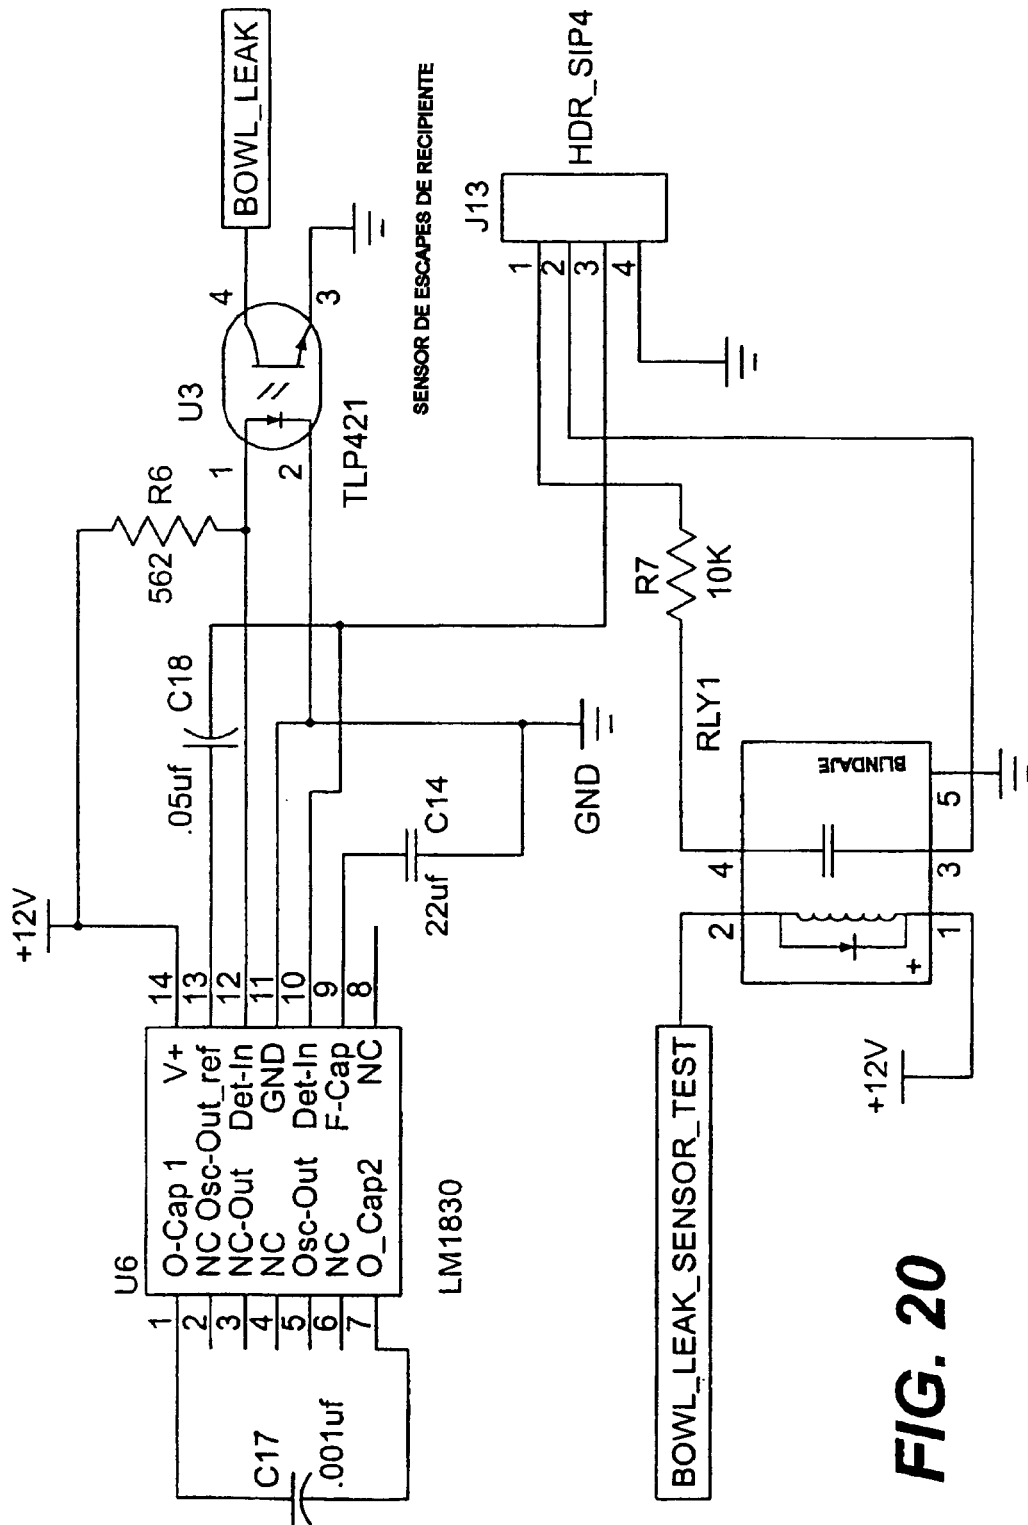 U6
1 O-Cap 1 V+ 14
2 NC Osc-Out_ref 13
3 NC-Out Det-In 12
4 NC GND 11
5 Osc-Out Det-In 10
6 NC F-Cap 9
7 O_Cap2 NC 8
LM1830
C17
.001uf
+12V
.05uf
C18
562
R6
22uf
C14
GND
U3
1
2
4
3
TLP421
BOWL_LEAK
SENSOR DE ESCAPES DE RECIPIENTE
J13
HDR_SIP4
1
2
3
4
R7
10K
RLY1
BLINDAJE
2
4
+
1
3
5
BOWL_LEAK_SENSOR_TEST
+12V
FIG. 20